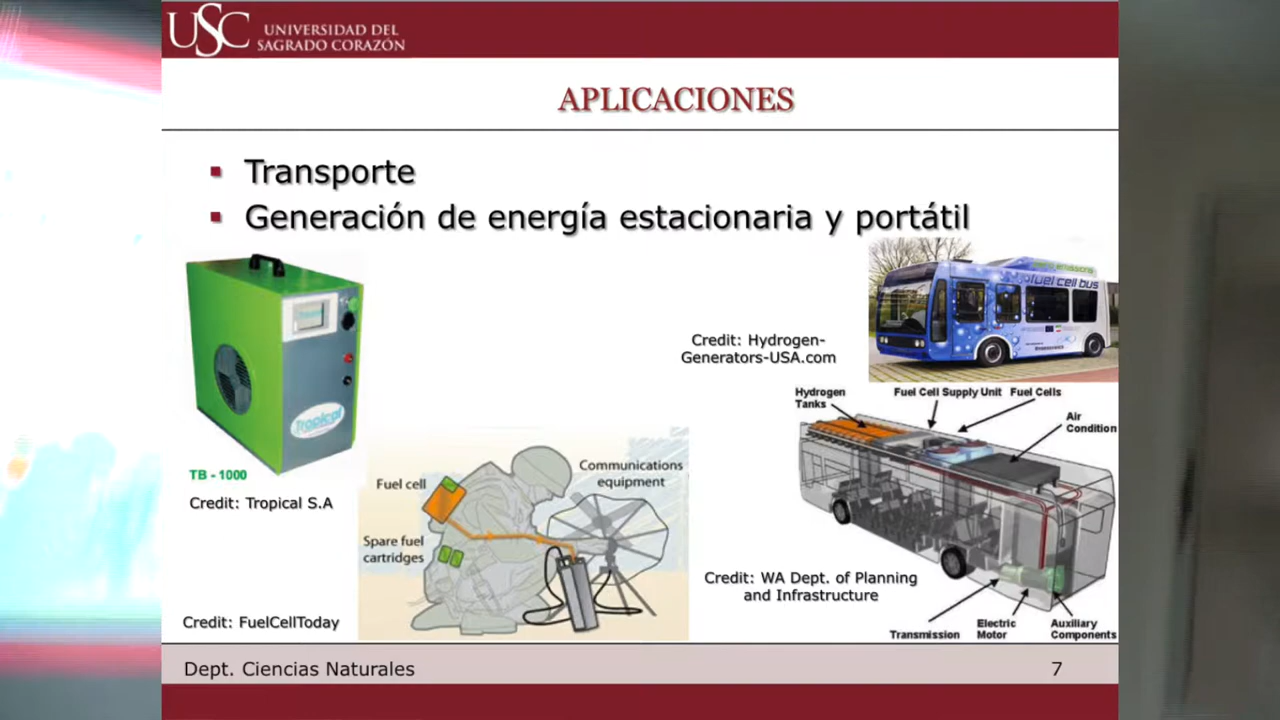 USC
UNIVERSIDAD DEL
SAGRADO CORAZÓN
APLICACIONES
Transporte
Generación de energía estacionaria y portátil
fuel cell bus
Credit: Hydrogen-
Generators-USA.com
Tropical
TB - 1000
Credit: Tropical S.A
Fuel cell
Communications
equipment
Spare fuel
cartridges
Credit: FuelCellToday
Hydrogen
Tanks
Fuel Cell Supply Unit
Fuel Cells
Air
Condition
Credit: WA Dept. of Planning
and Infrastructure
Transmission
Electric
Motor
Auxiliary
Components
Dept. Ciencias Naturales
7